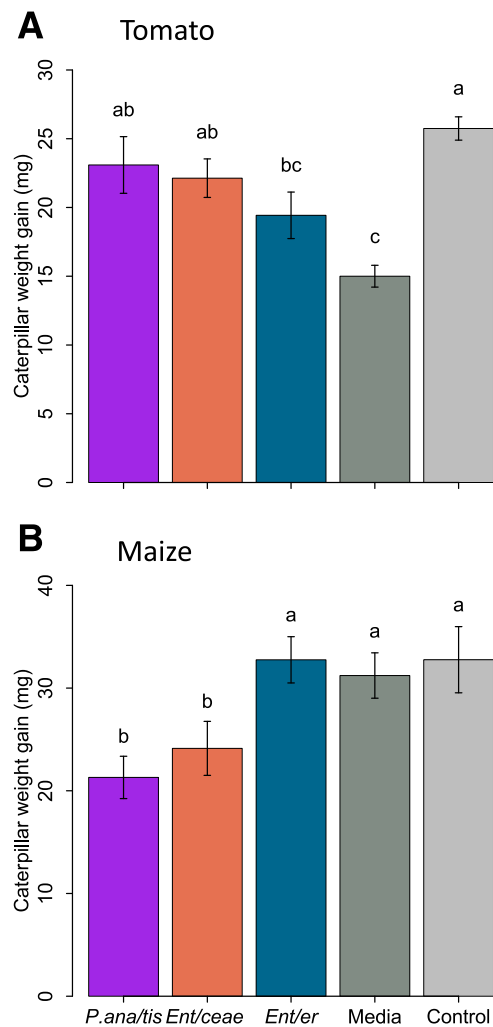 A Tomato
Caterpillar weight gain (mg)
30
25
20
15
10
5
0
ab
ab
bc
c
a
B Maize
Caterpillar weight gain (mg)
40
30
20
10
0
b
b
a
a
a
P.ana/tis Ent/ceae Ent/er Media Control